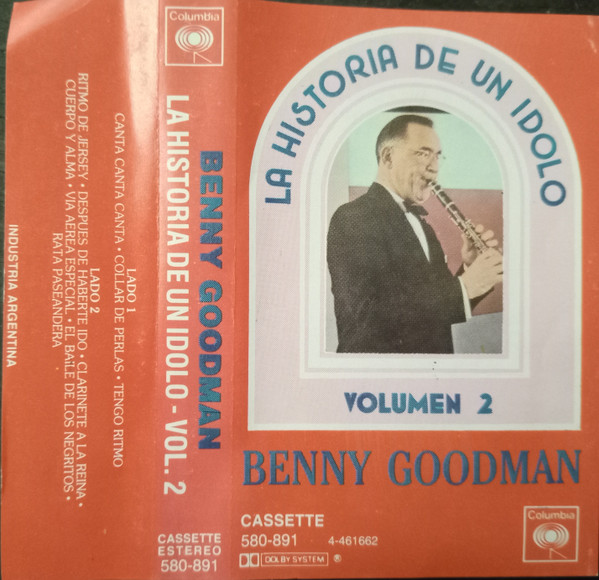 INDUSTRIA ARGENTINA
LADO 1
CANTA CANTA CANTA • COLLAR DE PERLAS • TENGO RITMO
LADO 2
RITMO DE JERSEY • DESPUES DE HABERTE IDO • CLARINETE A LA REINA •
CUERPO Y ALMA • VIA AEREA ESPECIAL • EL BAILE DE LOS NEGRITOS •
RATA PASEANDERA
Columbia
BENNY GOODMAN
LA HISTORIA DE UN IDOLO - VOL. 2
CASSETTE
ESTEREO
580-891
LA HISTORIA DE UN IDOLO
VOLUMEN 2
BENNY GOODMAN
CASSETTE
580-891 4-461662
DOLBY SYSTEM ®
Columbia